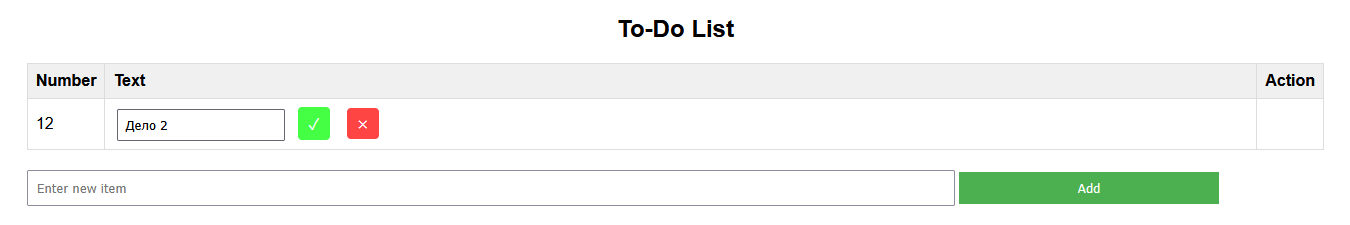 To-Do List
Number Text Action
12 Дело 2 ✓ ×
Enter new item Add